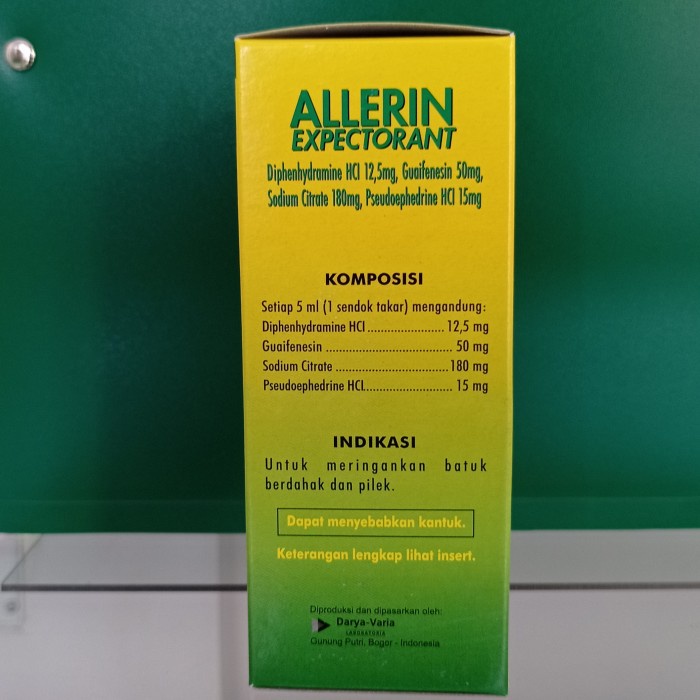 ALLERIN
EXPECTORANT
Diphenhydramine HCl 12,5mg, Guaifenesin 50mg,
Sodium Citrate 180mg, Pseudoephedrine HCl 15mg
KOMPOSISI
Setiap 5 ml (1 sendok takar) mengandung:
Diphenhydramine HCl ....................... 12,5 mg
Guaifenesin ...................................... 50 mg
Sodium Citrate .................................. 180 mg
Pseudoephedrine HCl.......................... 15 mg
INDIKASI
Untuk meringankan batuk
berdahak dan pilek.
Dapat menyebabkan kantuk.
Keterangan lengkap lihat insert.
Diproduksi dan dipasarkan oleh:
Darya-Varia
LABORATORIA
Gunung Putri, Bogor - Indonesia